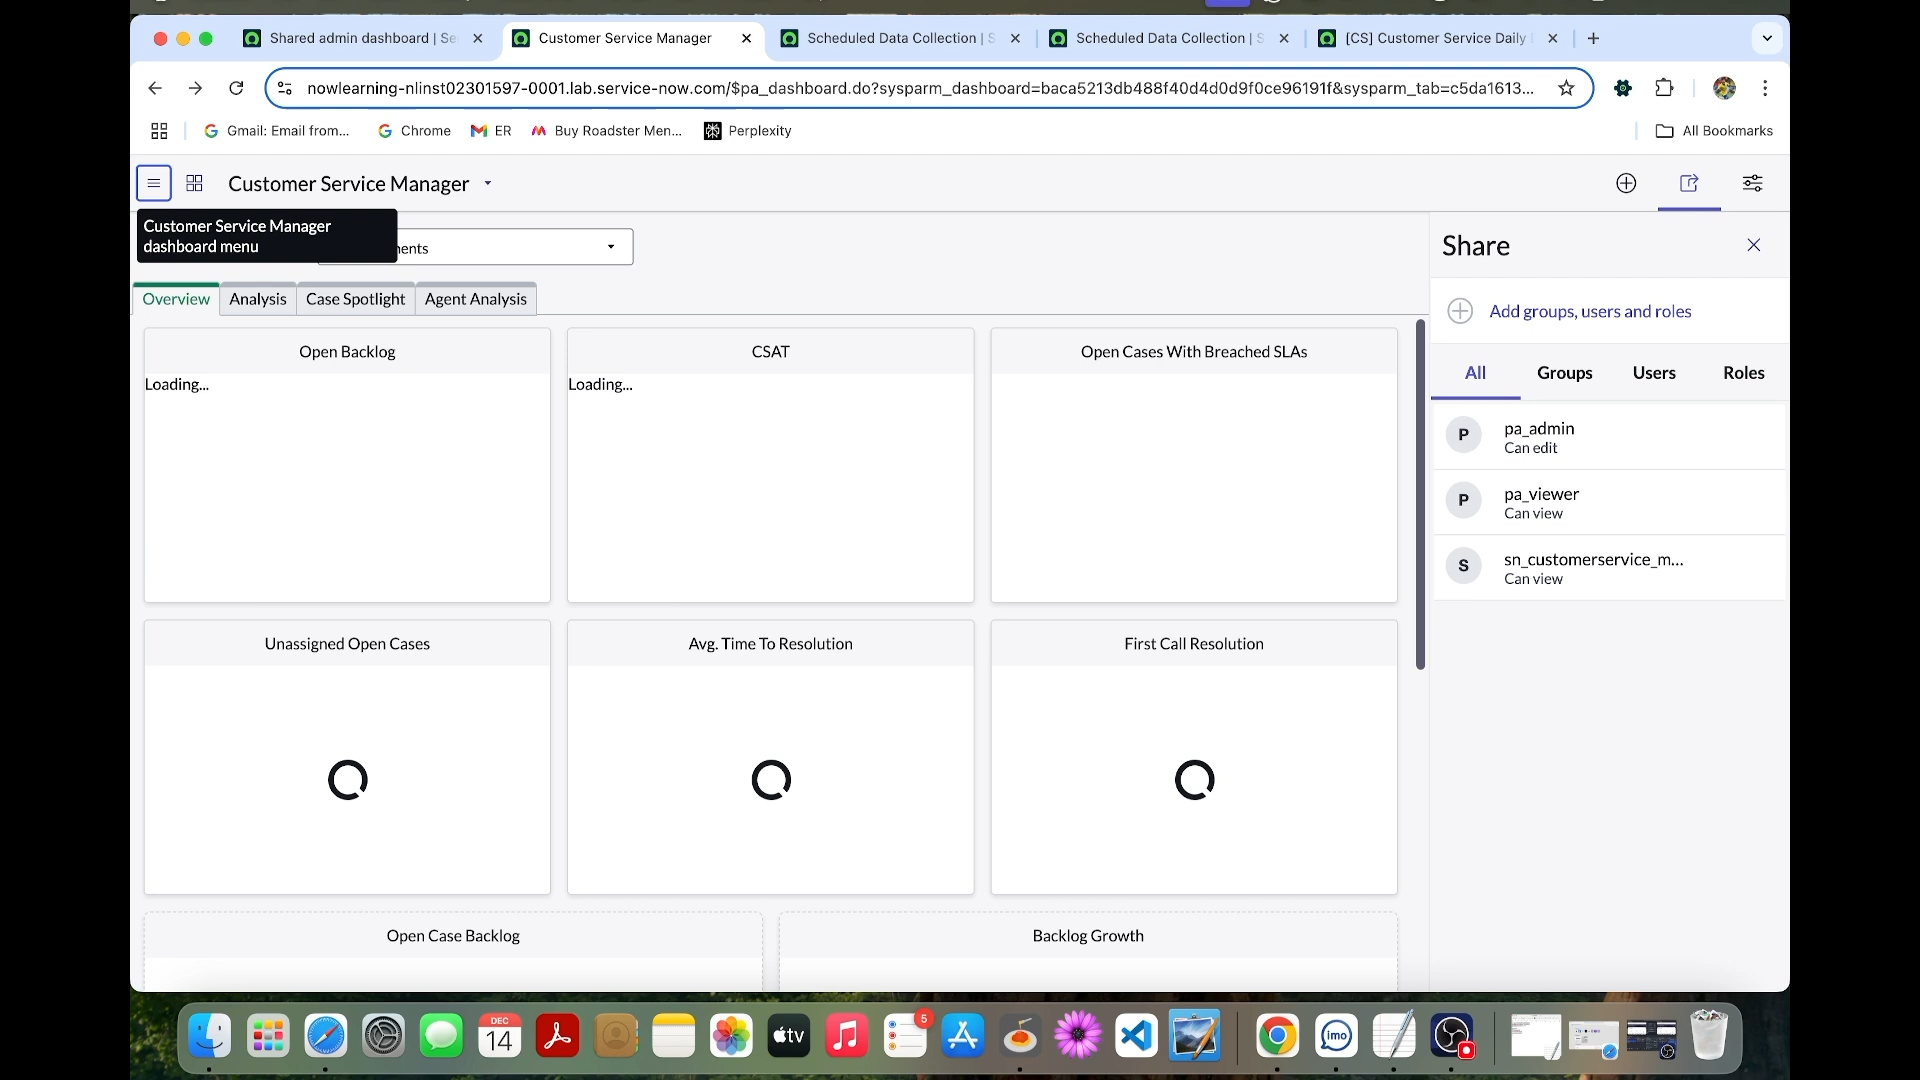 Shared admin dashboard | Se
Customer Service Manager
Scheduled Data Collection | S
Scheduled Data Collection | S
[CS] Customer Service Daily
nowlearning-nlinst02301597-0001.lab.service-now.com/$pa_dashboard.do?sysparm_dashboard=baca5213db488f40d4d0d9f0ce96191f&sysparm_tab=c5da1613...
Gmail: Email from...
Chrome
ER
Buy Roadster Men...
Perplexity
All Bookmarks
Customer Service Manager
Customer Service Manager
dashboard menu
nents
Overview
Analysis
Case Spotlight
Agent Analysis
Open Backlog
Loading...
CSAT
Loading...
Open Cases With Breached SLAs
Unassigned Open Cases
Avg. Time To Resolution
First Call Resolution
Open Case Backlog
Backlog Growth
Share
Add groups, users and roles
All
Groups
Users
Roles
P
pa_admin
Can edit
P
pa_viewer
Can view
S
sn_customerservice_m...
Can view
DEC
14
tv
5
imo